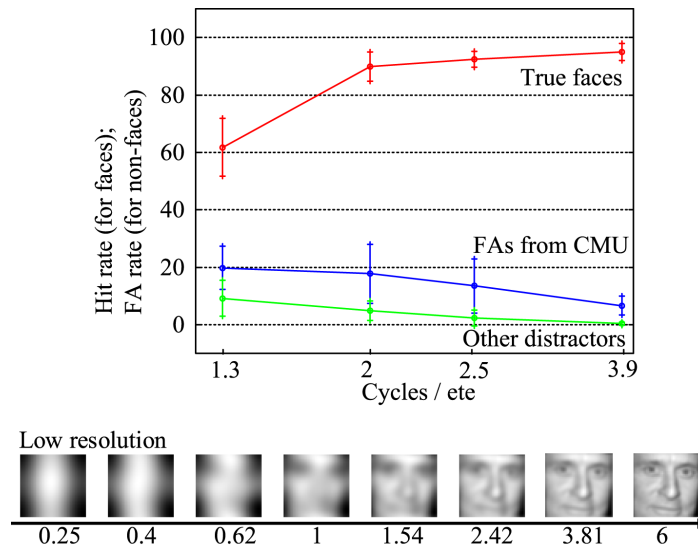 100
80
60
40
20
0
Hit rate (for faces);
FA rate (for non-faces)
True faces
FAs from CMU
Other distractors
1.3 2 2.5 3.9
Cycles / ete
Low resolution
0.25 0.4 0.62 1 1.54 2.42 3.81 6